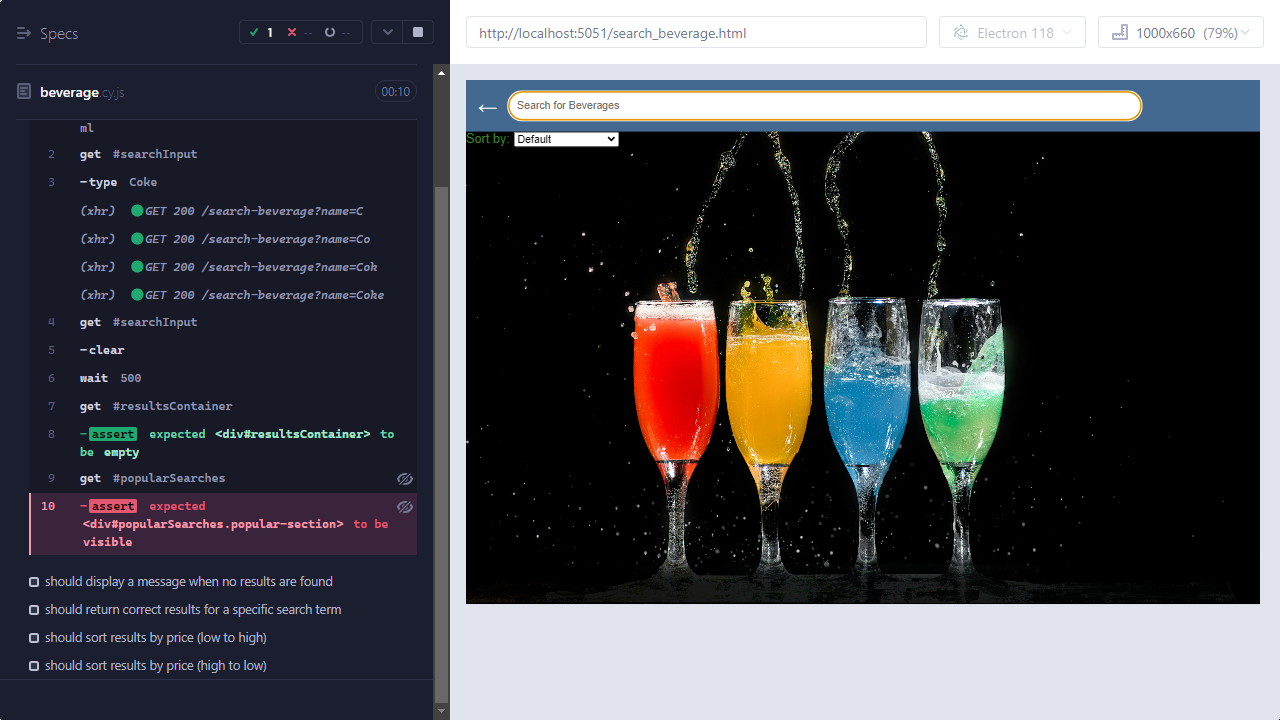 Specs
1
--
--
beverage.cy.js
00:10
ml
2 get #searchInput
3 -type Coke
(xhr) GET 200 /search-beverage?name=C
(xhr) GET 200 /search-beverage?name=Co
(xhr) GET 200 /search-beverage?name=Cok
(xhr) GET 200 /search-beverage?name=Coke
4 get #searchInput
5 -clear
6 wait 500
7 get #resultsContainer
8 -assert expected <div#resultsContainer> to
be empty
9 get #popularSearches
10 -assert expected
<div#popularSearches.popular-section> to be
visible
should display a message when no results are found
should return correct results for a specific search term
should sort results by price (low to high)
should sort results by price (high to low)
http://localhost:5051/search_beverage.html
Electron 118
1000x660 (79%)
Search for Beverages
Sort by: Default